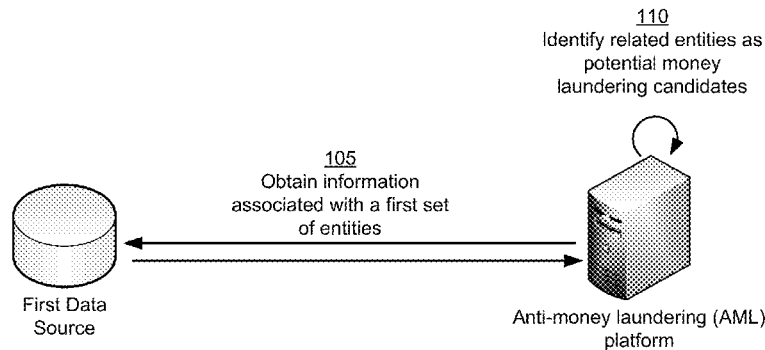 110
Identify related entities as
potential money
laundering candidates
105
Obtain information
associated with a first set
of entities
First Data
Source
Anti-money laundering (AML)
platform